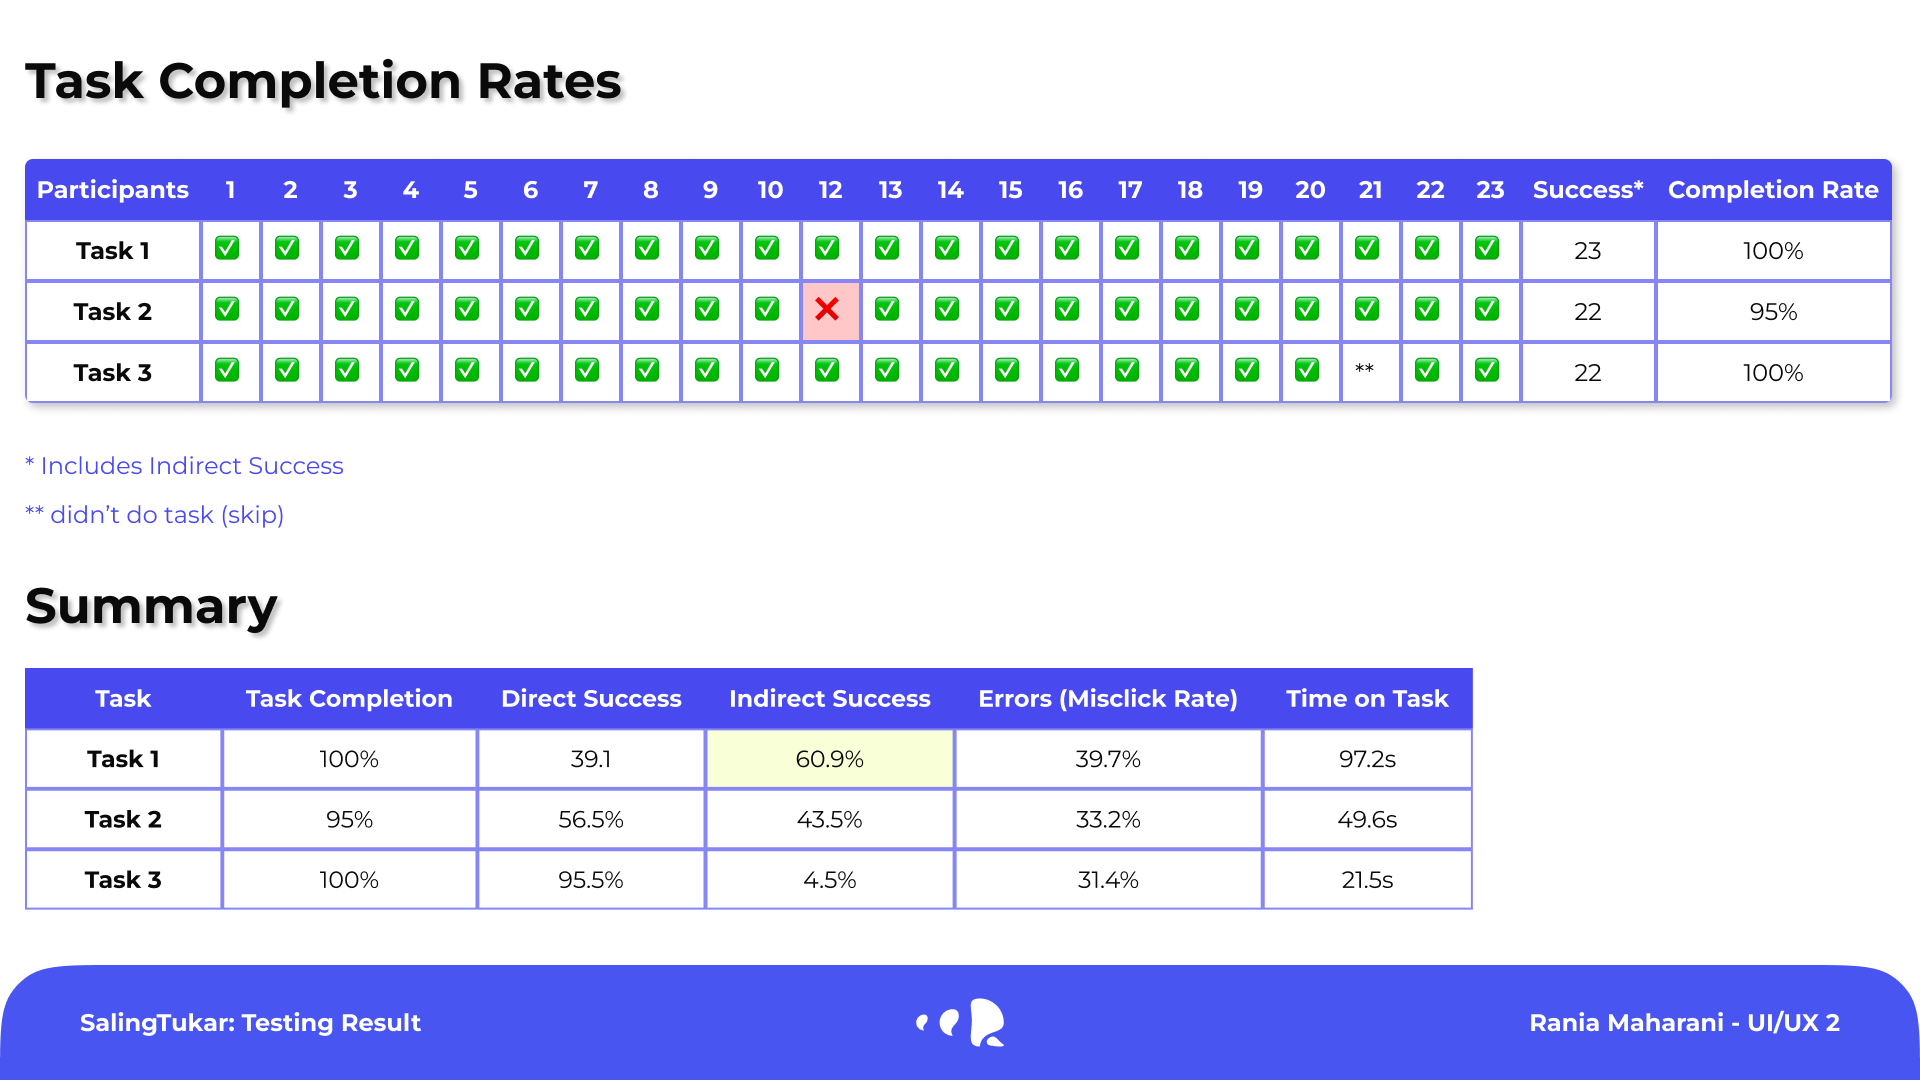 Task Completion Rates
Participants 1 2 3 4 5 6 7 8 9 10 12 13 14 15 16 17 18 19 20 21 22 23 Success* Completion Rate
Task 1 ✅ ✅ ✅ ✅ ✅ ✅ ✅ ✅ ✅ ✅ ✅ ✅ ✅ ✅ ✅ ✅ ✅ ✅ ✅ ✅ ✅ ✅ 23 100%
Task 2 ✅ ✅ ✅ ✅ ✅ ✅ ✅ ✅ ✅ ✅ ❌ ✅ ✅ ✅ ✅ ✅ ✅ ✅ ✅ ✅ ✅ ✅ 22 95%
Task 3 ✅ ✅ ✅ ✅ ✅ ✅ ✅ ✅ ✅ ✅ ✅ ✅ ✅ ✅ ✅ ✅ ✅ ✅ ✅ ** ✅ ✅ 22 100%
* Includes Indirect Success
** didn’t do task (skip)
Summary
Task Task Completion Direct Success Indirect Success Errors (Misclick Rate) Time on Task
Task 1 100% 39.1 60.9% 39.7% 97.2s
Task 2 95% 56.5% 43.5% 33.2% 49.6s
Task 3 100% 95.5% 4.5% 31.4% 21.5s
SalingTukar: Testing Result
Rania Maharani - UI/UX 2